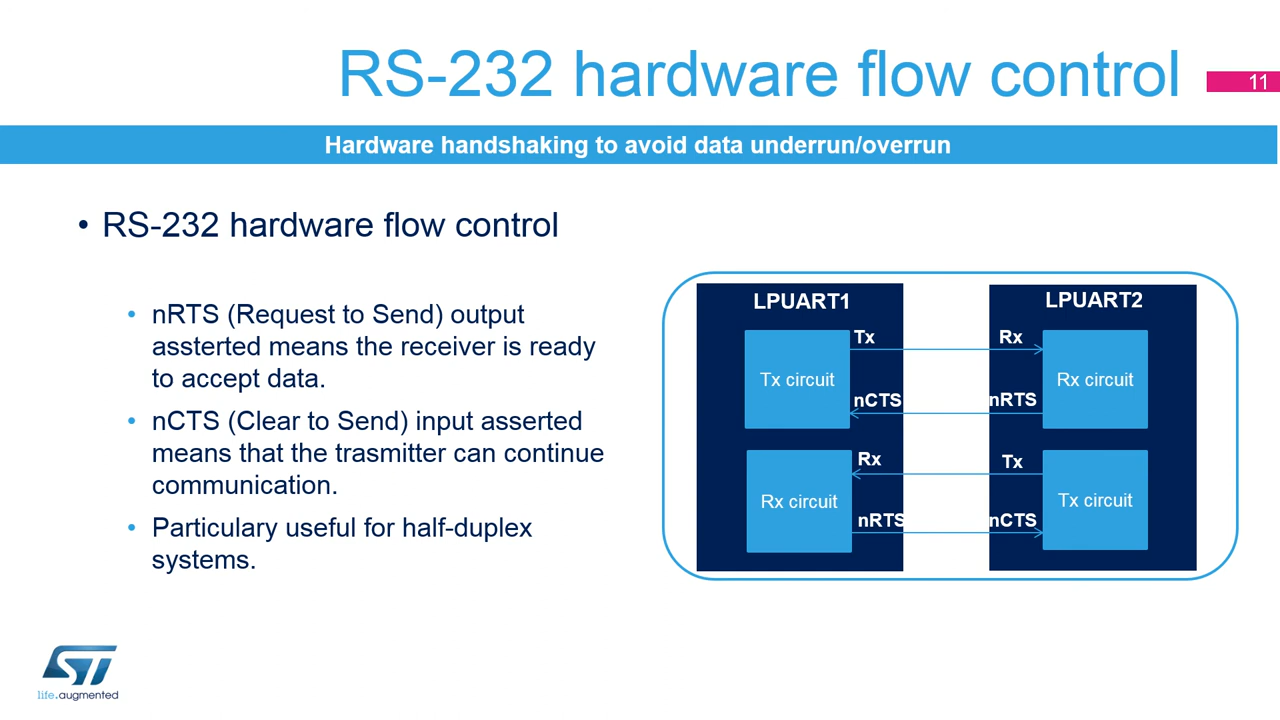 RS-232 hardware flow control
11
Hardware handshaking to avoid data underrun/overrun
• RS-232 hardware flow control
• nRTS (Request to Send) output
assterted means the receiver is ready
to accept data.
• nCTS (Clear to Send) input asserted
means that the trasmitter can continue
communication.
• Particulary useful for half-duplex
systems.
LPUART1
LPUART2
Tx
Rx
Tx circuit
Rx circuit
nCTS
nRTS
Rx
Tx
Rx circuit
Tx circuit
nRTS
nCTS
ST
life.augmented